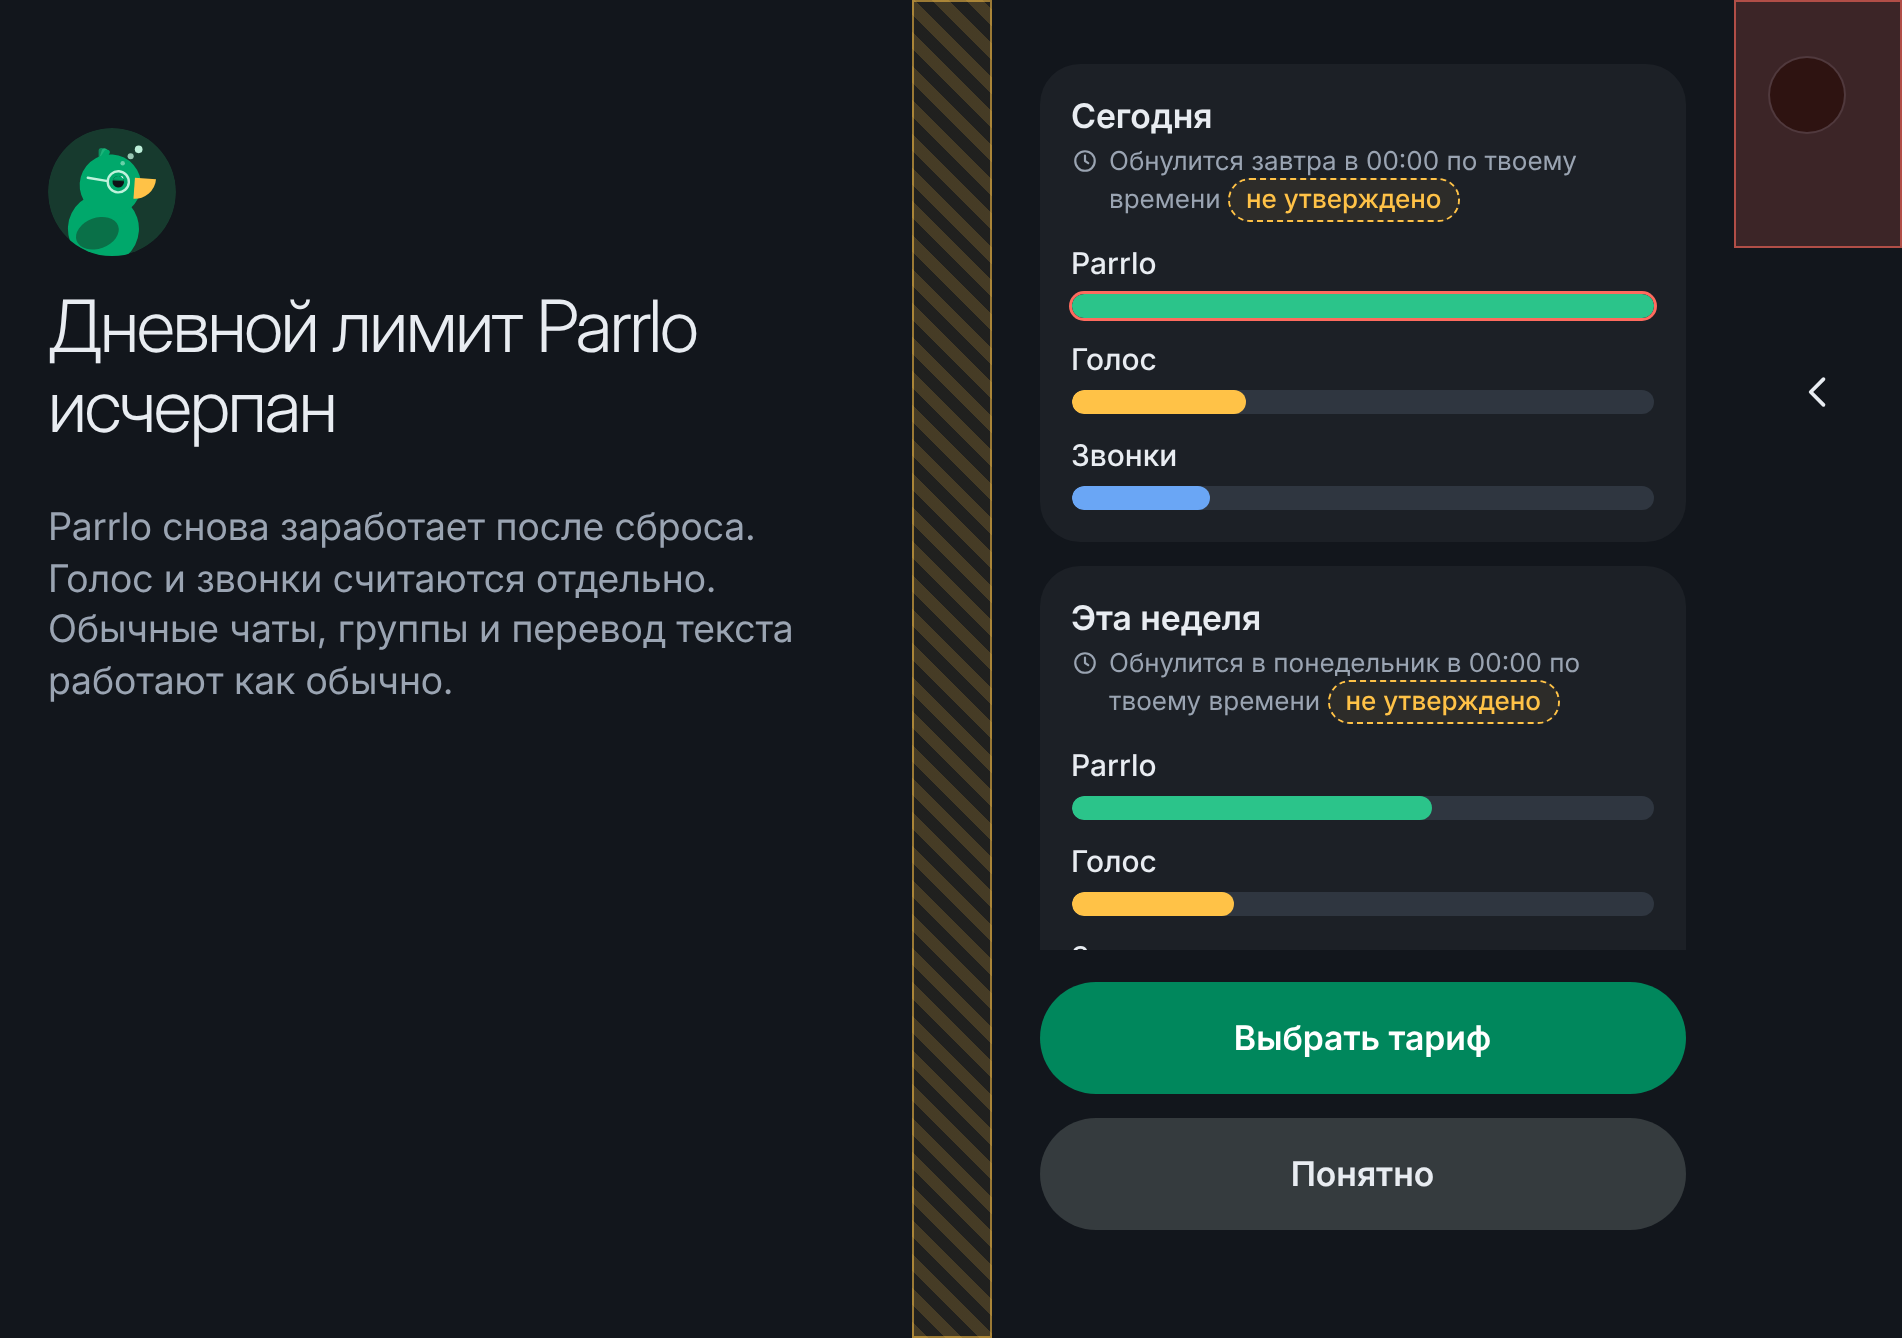 Дневной лимит Parrlo
исчерпан
Parrlo снова заработает после сброса.
Голос и звонки считаются отдельно.
Обычные чаты, группы и перевод текста
работают как обычно.
Сегодня
Обнулится завтра в 00:00 по твоему
времени не утверждено
Parrlo
Голос
Звонки
Эта неделя
Обнулится в понедельник в 00:00 по
твоему времени не утверждено
Parrlo
Голос
Выбрать тариф
Понятно